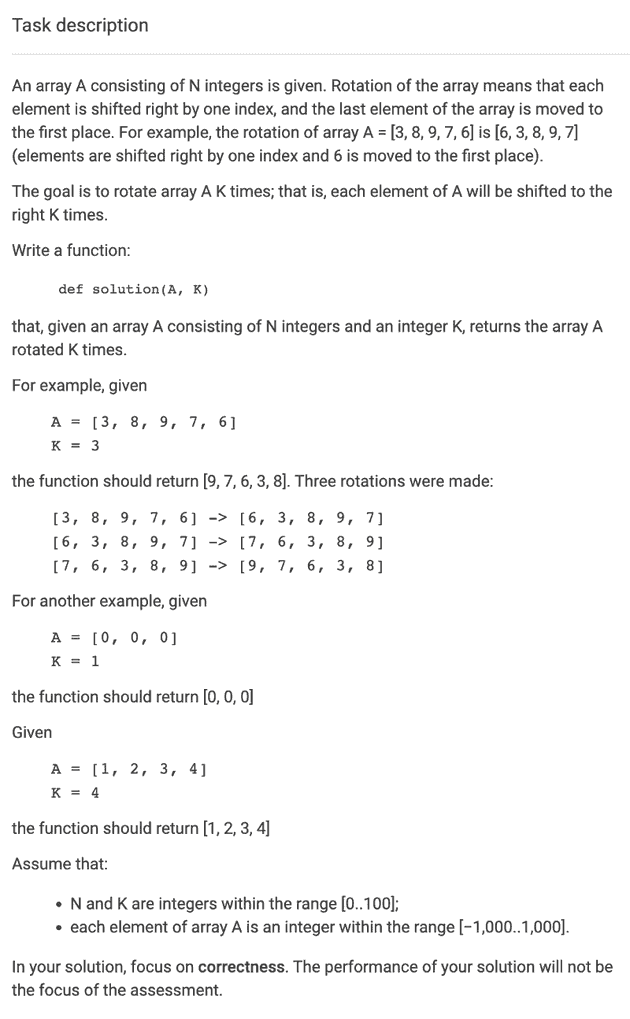 Task description
An array A consisting of N integers is given. Rotation of the array means that each
element is shifted right by one index, and the last element of the array is moved to
the first place. For example, the rotation of array A = [3, 8, 9, 7, 6] is [6, 3, 8, 9, 7]
(elements are shifted right by one index and 6 is moved to the first place).
The goal is to rotate array A K times; that is, each element of A will be shifted to the
right K times.
Write a function:
def solution(A, K)
that, given an array A consisting of N integers and an integer K, returns the array A
rotated K times.
For example, given
A = [3, 8, 9, 7, 6]
K = 3
the function should return [9, 7, 6, 3, 8]. Three rotations were made:
[3, 8, 9, 7, 6] -> [6, 3, 8, 9, 7]
[6, 3, 8, 9, 7] -> [7, 6, 3, 8, 9]
[7, 6, 3, 8, 9] -> [9, 7, 6, 3, 8]
For another example, given
A = [0, 0, 0]
K = 1
the function should return [0, 0, 0]
Given
A = [1, 2, 3, 4]
K = 4
the function should return [1, 2, 3, 4]
Assume that:
• N and K are integers within the range [0..100];
• each element of array A is an integer within the range [−1,000..1,000].
In your solution, focus on correctness. The performance of your solution will not be
the focus of the assessment.